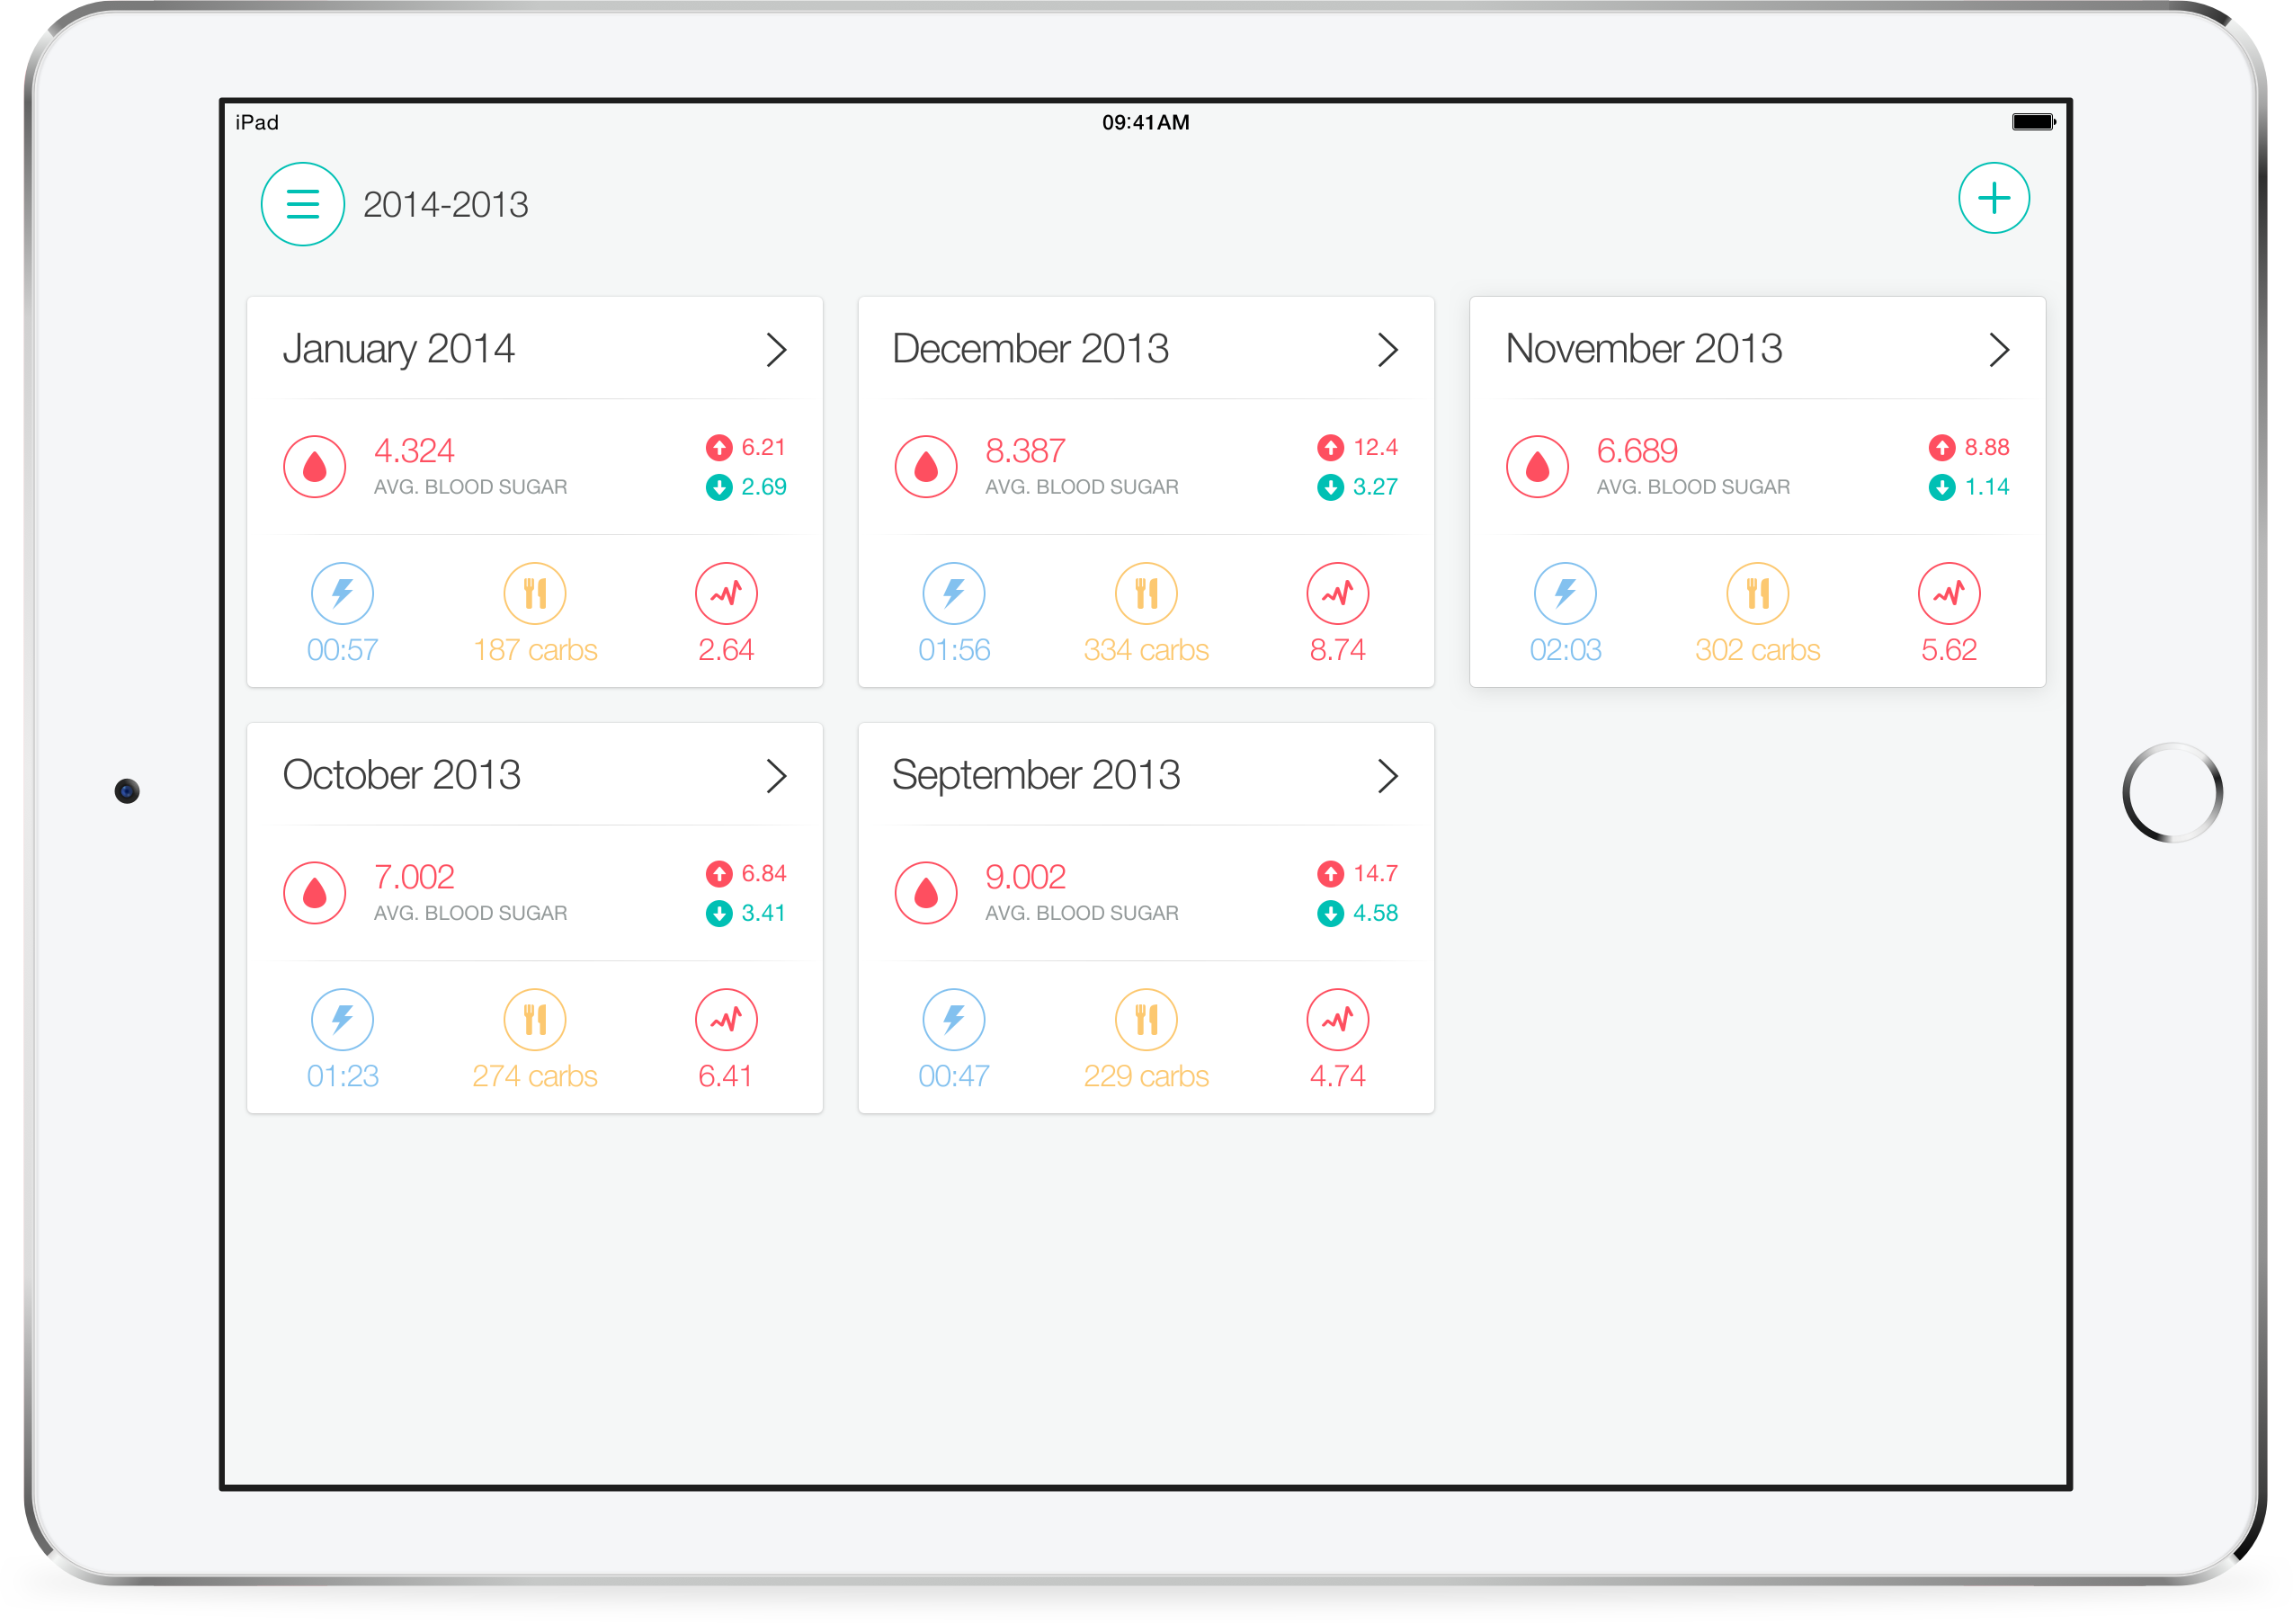 iPad 09:41AM
2014-2013
January 2014
4.324
AVG. BLOOD SUGAR
6.21
2.69
00:57 187 carbs 2.64
December 2013
8.387
AVG. BLOOD SUGAR
12.4
3.27
01:56 334 carbs 8.74
November 2013
6.689
AVG. BLOOD SUGAR
8.88
1.14
02:03 302 carbs 5.62
October 2013
7.002
AVG. BLOOD SUGAR
6.84
3.41
01:23 274 carbs 6.41
September 2013
9.002
AVG. BLOOD SUGAR
14.7
4.58
00:47 229 carbs 4.74